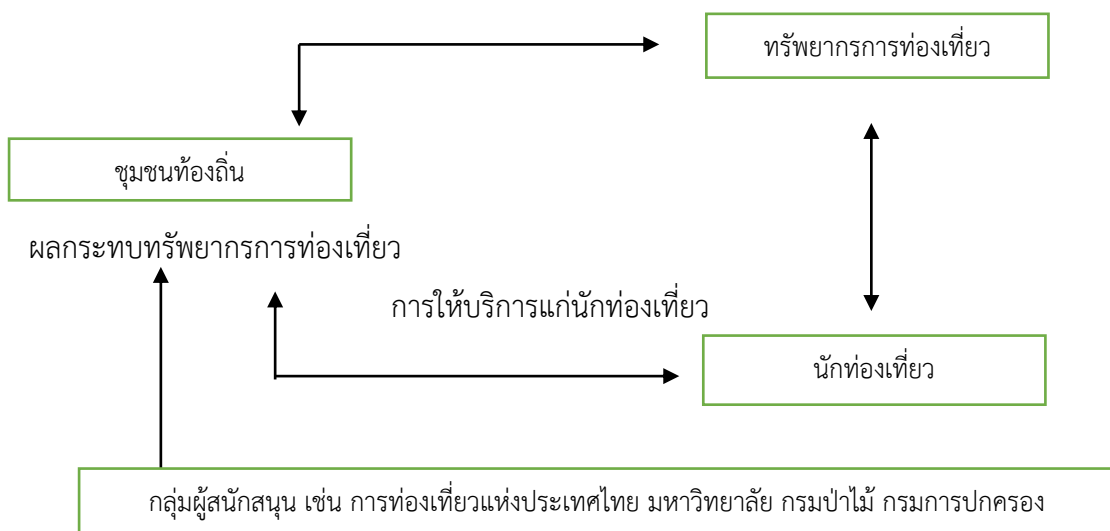 ทรัพยากรการท่องเที่ยว
ชุมชนท้องถิ่น
ผลกระทบทรัพยากรการท่องเที่ยว
การให้บริการแก่นักท่องเที่ยว
นักท่องเที่ยว
กลุ่มผู้สนักสนุน เช่น การท่องเที่ยวแห่งประเทศไทย มหาวิทยาลัย กรมป่าไม้ กรมการปกครอง